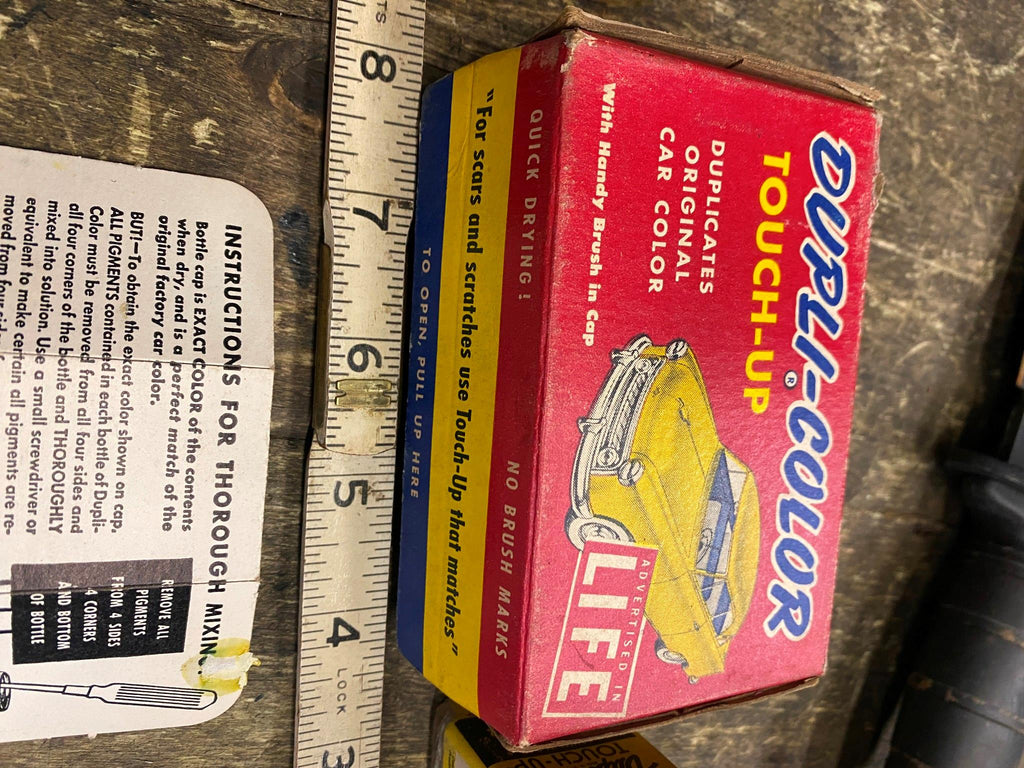 DUPLI-COLOR®
TOUCH-UP
DUPLICATES
ORIGINAL
CAR COLOR
With Handy Brush in Cap
ADVERTISED IN
LIFE
QUICK DRYING! NO BRUSH MARKS
"For scars and scratches use Touch-Up that matches"
TO OPEN, PULL UP HERE
8 7 6 5 4 LOCK 3
INSTRUCTIONS FOR THOROUGH MIXING
Bottle cap is EXACT COLOR of the contents
when dry, and is a perfect match of the
original factory car color.
BUT!—To obtain the exact color shown on cap,
ALL PIGMENTS contained in each bottle of Dupli-
Color must be removed from all four sides and
all four corners of the bottle and THOROUGHLY
mixed into solution. Use a small screwdriver or
equivalent to make certain all pigments are re-
moved from four
REMOVE ALL
PIGMENTS
FROM 4 SIDES
4 CORNERS
AND BOTTOM
OF BOTTLE
TOUCH-UP